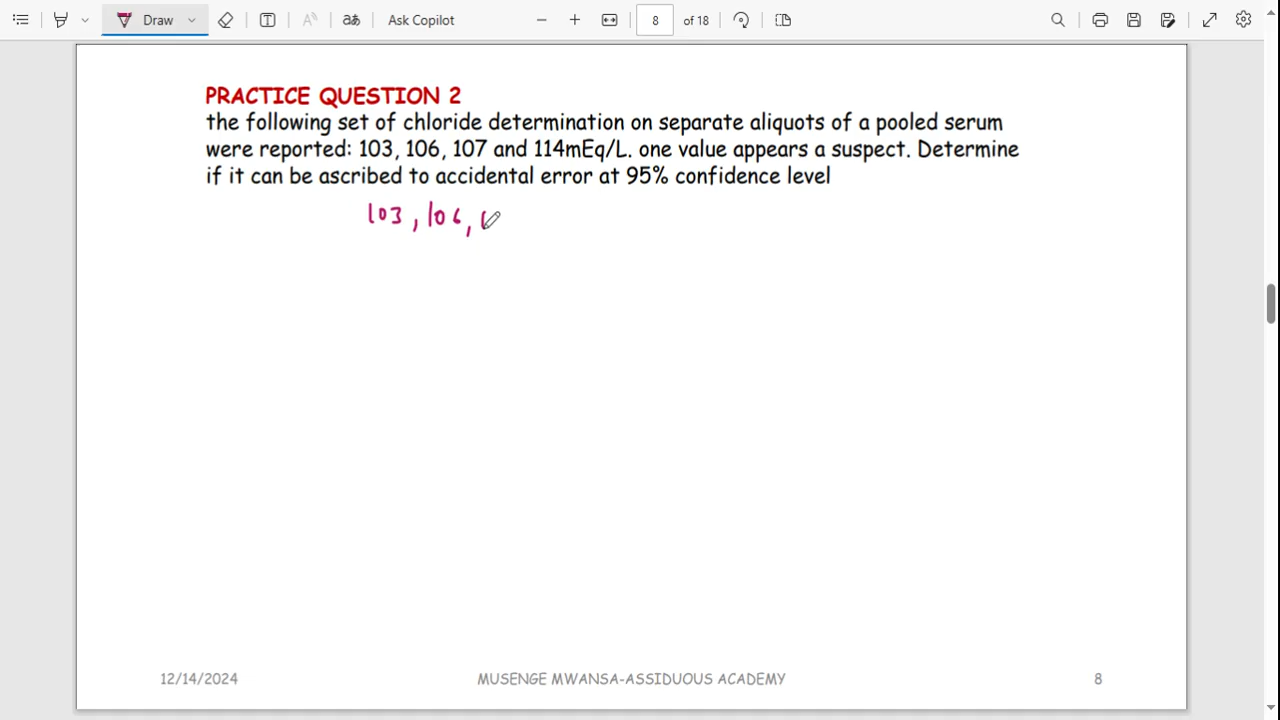 Draw
Ask Copilot
8
of 18
PRACTICE QUESTION 2
the following set of chloride determination on separate aliquots of a pooled serum
were reported: 103, 106, 107 and 114mEq/L. one value appears a suspect. Determine
if it can be ascribed to accidental error at 95% confidence level
103, 106,
12/14/2024
MUSENGE MWANSA-ASSIDUOUS ACADEMY
8